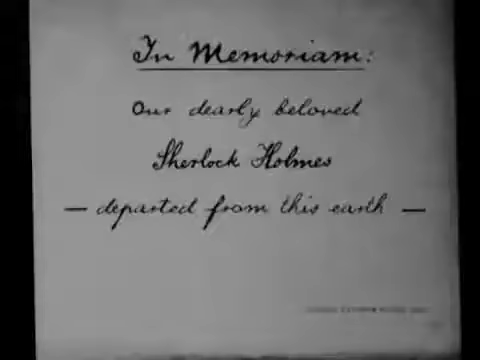 In Memoriam:
Our dearly beloved
Sherlock Holmes
— departed from this earth —